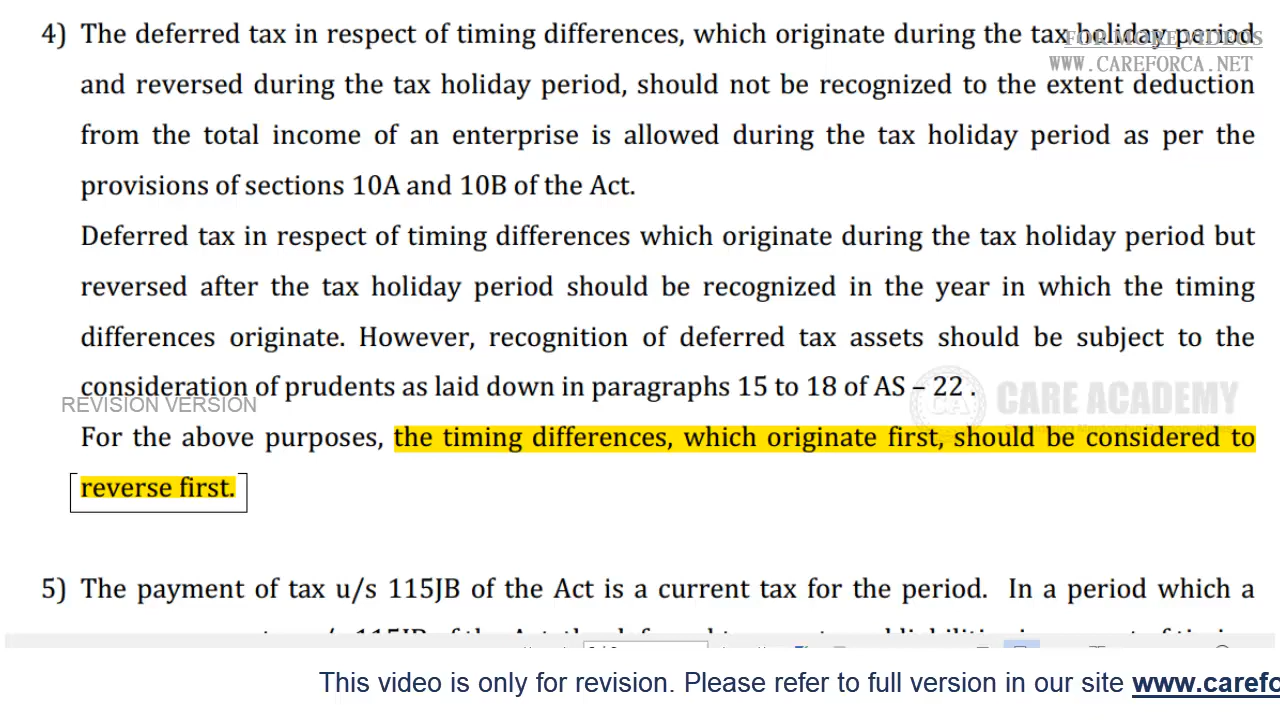 FOR MORE VIDEOS
WWW.CAREFORCA.NET
4) The deferred tax in respect of timing differences, which originate during the tax holiday period
and reversed during the tax holiday period, should not be recognized to the extent deduction
from the total income of an enterprise is allowed during the tax holiday period as per the
provisions of sections 10A and 10B of the Act.
Deferred tax in respect of timing differences which originate during the tax holiday period but
reversed after the tax holiday period should be recognized in the year in which the timing
differences originate. However, recognition of deferred tax assets should be subject to the
consideration of prudents as laid down in paragraphs 15 to 18 of AS – 22 .
CARE ACADEMY
REVISION VERSION
For the above purposes, the timing differences, which originate first, should be considered to
reverse first.
5) The payment of tax u/s 115JB of the Act is a current tax for the period. In a period which a
This video is only for revision. Please refer to full version in our site www.carefo